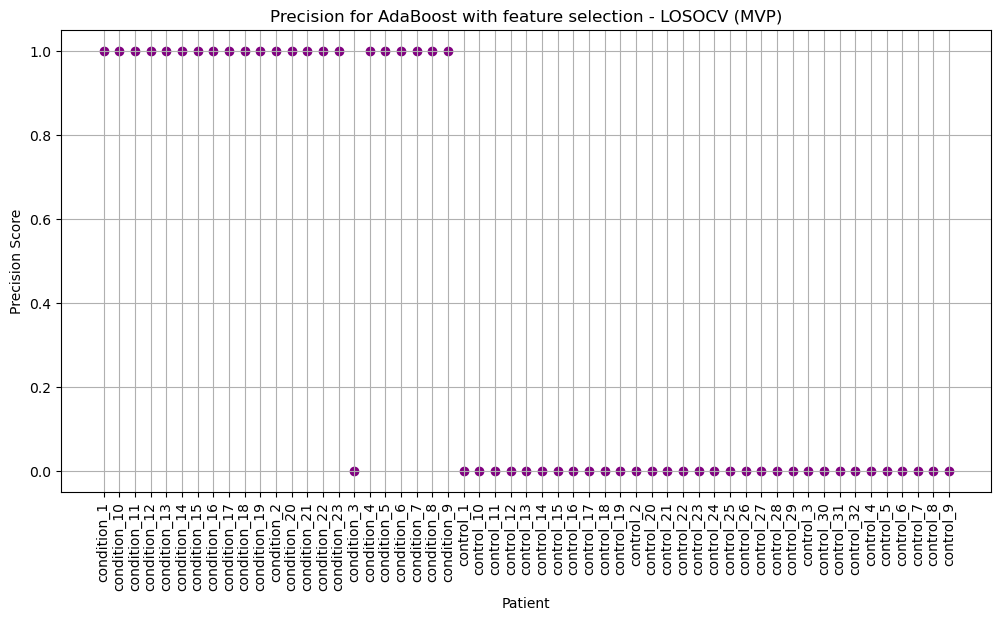 Precision for AdaBoost with feature selection - LOSOCV (MVP)
Precision Score
1.0
0.8
0.6
0.4
0.2
0.0
condition_1
condition_10
condition_11
condition_12
condition_13
condition_14
condition_15
condition_16
condition_17
condition_18
condition_19
condition_2
condition_20
condition_21
condition_22
condition_23
condition_3
condition_4
condition_5
condition_6
condition_7
condition_8
condition_9
control_1
control_10
control_11
control_12
control_13
control_14
control_15
control_16
control_17
control_18
control_19
control_2
control_20
control_21
control_22
control_23
control_24
control_25
control_26
control_27
control_28
control_29
control_3
control_30
control_31
control_32
control_4
control_5
control_6
control_7
control_8
control_9
Patient